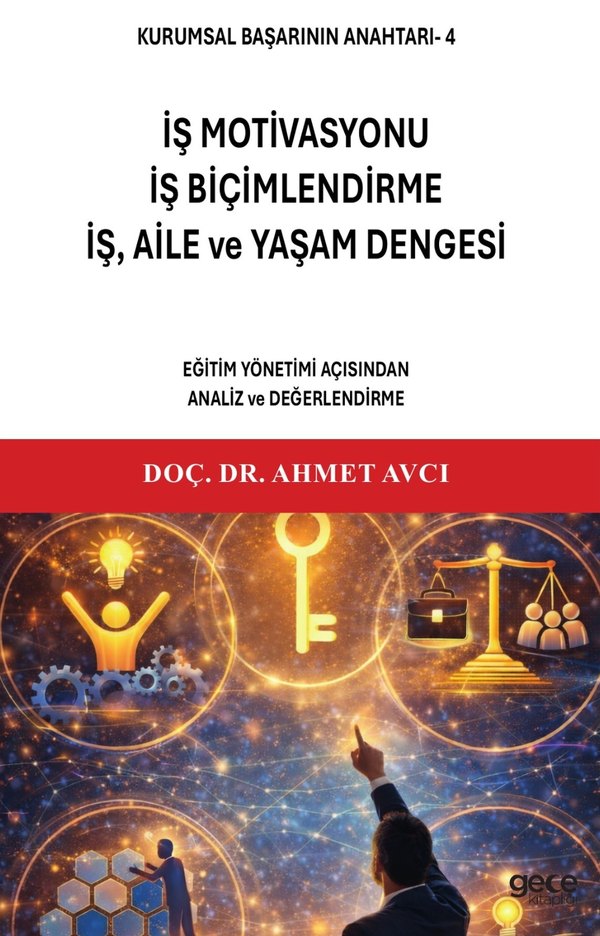 KURUMSAL BAŞARININ ANAHTARI- 4
İŞ MOTİVASYONU
İŞ BİÇİMLENDİRME
İŞ, AİLE ve YAŞAM DENGESİ
EĞİTİM YÖNETİMİ AÇISINDAN
ANALİZ ve DEĞERLENDİRME
DOÇ. DR. AHMET AVCI
gece
kitaplığı